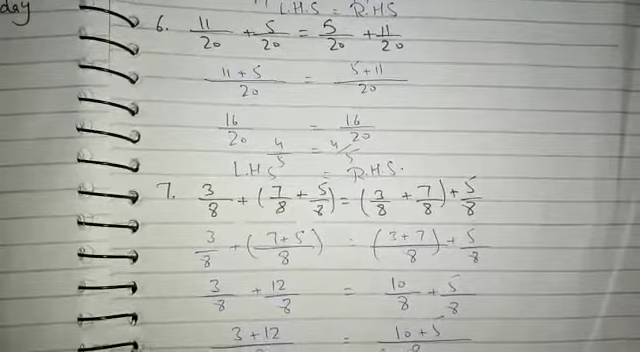 day
L.H.S = R.H.S
6. 11/20 + 5/20 = 5/20 + 11/20
11+5/20 = 5+11/20
16/20 = 16/20
4/5 = 4/5
L.H.S = R.H.S.
7. 3/8 + (7/8 + 5/8) = (3/8 + 7/8) + 5/8
3/8 + (7+5/8) = (3+7/8) + 5/8
3/8 + 12/8 = 10/8 + 5/8
3+12/8 = 10+5/8